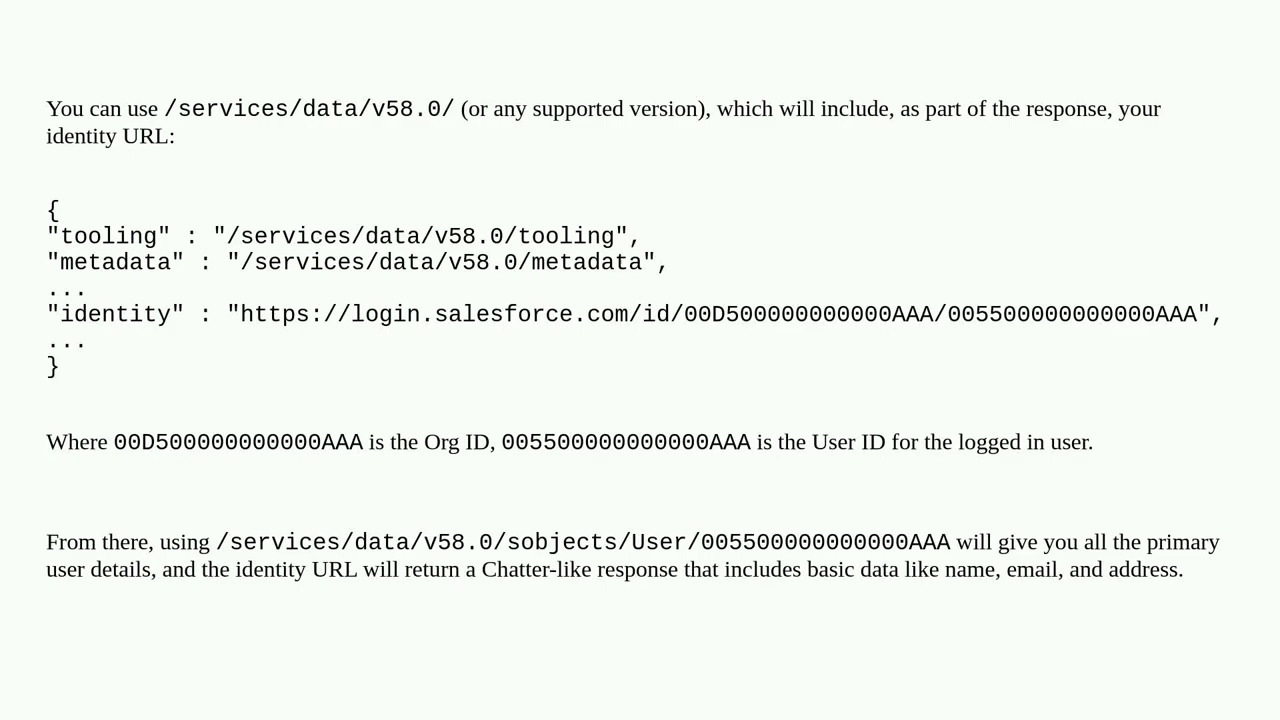 You can use /services/data/v58.0/ (or any supported version), which will include, as part of the response, your
identity URL:
{
"tooling" : "/services/data/v58.0/tooling",
"metadata" : "/services/data/v58.0/metadata",
...
"identity" : "https://login.salesforce.com/id/00D500000000000AAA/005500000000000AAA",
...
}
Where 00D500000000000AAA is the Org ID, 005500000000000AAA is the User ID for the logged in user.
From there, using /services/data/v58.0/sobjects/User/005500000000000AAA will give you all the primary
user details, and the identity URL will return a Chatter-like response that includes basic data like name, email, and address.